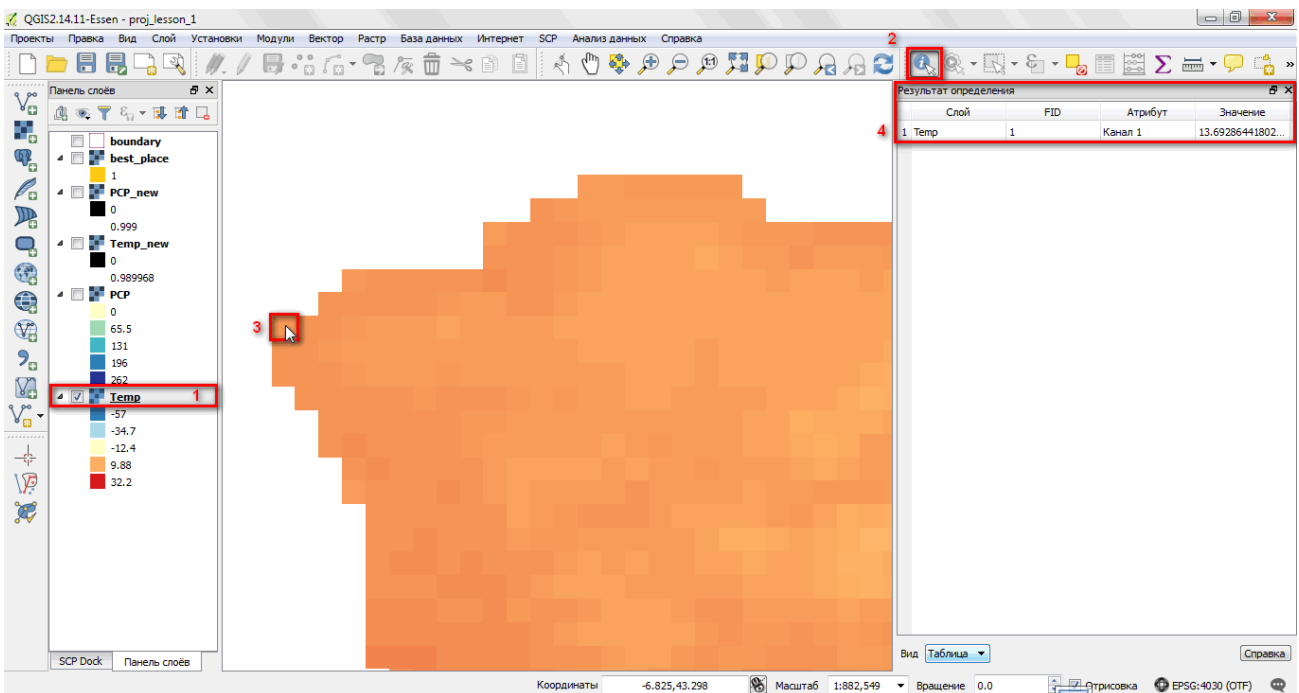 QGIS2.14.11-Essen - proj_lesson_1
Проекты Правка Вид Слой Установки Модули Вектор Растр База данных Интернет SCP Анализ данных Справка
2
Панель слоёв
Результат определения
Слой FID Атрибут Значение
4
1 Temp 1 Канал 1 13.69286441802...
boundary
best_place
1
PCP_new
0
0.999
Temp_new
0
0.989968
PCP
0
65.5
131
196
262
Temp 1
-57
-34.7
-12.4
9.88
32.2
3
SCP Dock Панель слоёв
Вид Таблица Справка
Координаты -6.825,43.298 Масштаб 1:882,549 Вращение 0.0 Отрисовка EPSG:4030 (OTF)